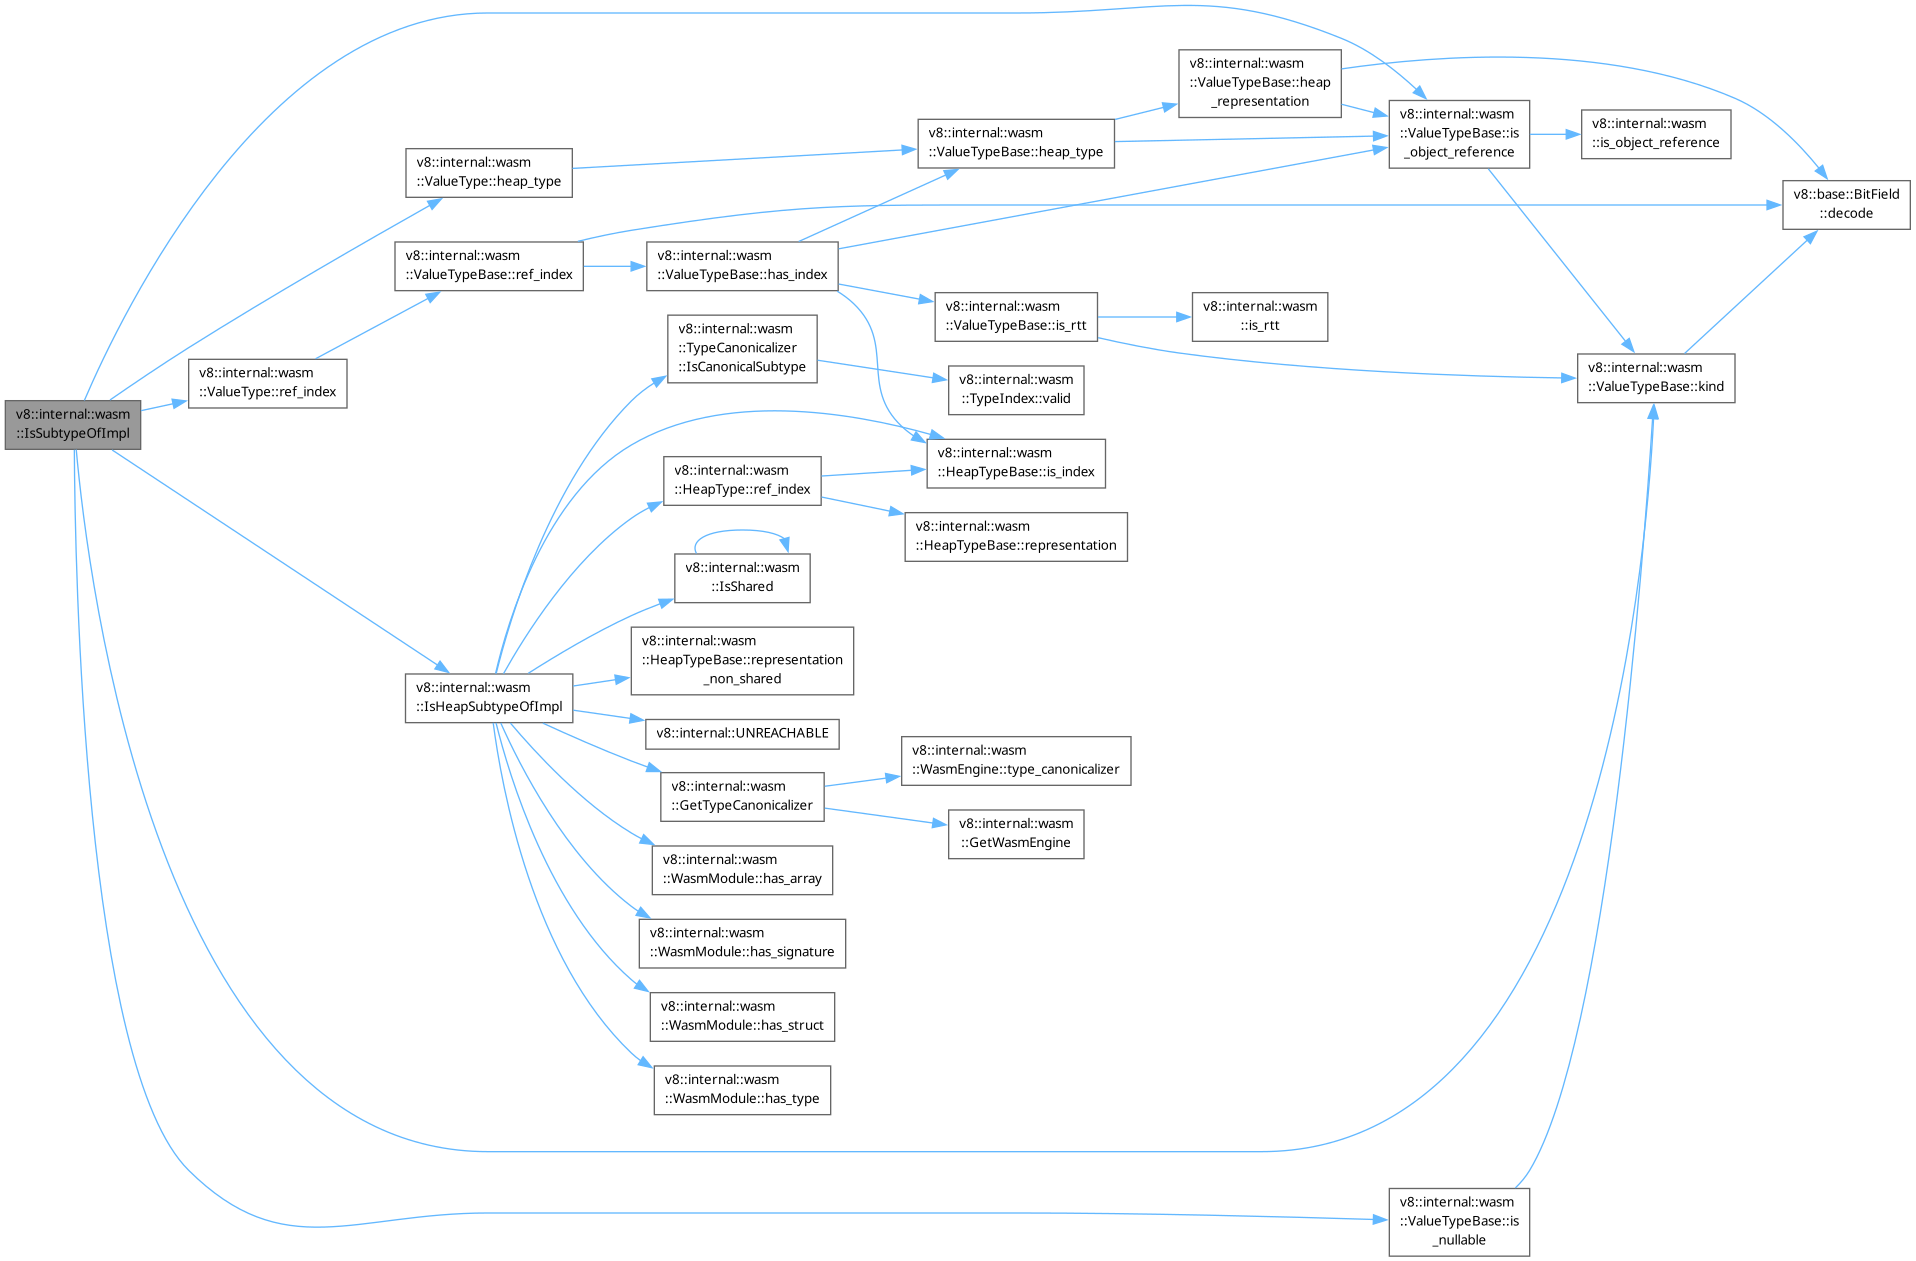 v8::internal::wasm
::IsSubtypeOfImpl
v8::internal::wasm
::ValueType::ref_index
v8::internal::wasm
::ValueType::heap_type
v8::internal::wasm
::ValueTypeBase::ref_index
v8::internal::wasm
::IsHeapSubtypeOfImpl
v8::internal::wasm
::ValueTypeBase::has_index
v8::internal::wasm
::TypeCanonicalizer
::IsCanonicalSubtype
v8::internal::wasm
::HeapType::ref_index
v8::internal::wasm
::IsShared
v8::internal::wasm
::HeapTypeBase::representation
_non_shared
v8::internal::UNREACHABLE
v8::internal::wasm
::GetTypeCanonicalizer
v8::internal::wasm
::WasmModule::has_array
v8::internal::wasm
::WasmModule::has_signature
v8::internal::wasm
::WasmModule::has_struct
v8::internal::wasm
::WasmModule::has_type
v8::internal::wasm
::ValueTypeBase::heap_type
v8::internal::wasm
::ValueTypeBase::is_rtt
v8::internal::wasm
::TypeIndex::valid
v8::internal::wasm
::HeapTypeBase::is_index
v8::internal::wasm
::HeapTypeBase::representation
v8::internal::wasm
::WasmEngine::type_canonicalizer
v8::internal::wasm
::GetWasmEngine
v8::internal::wasm
::ValueTypeBase::heap
_representation
v8::internal::wasm
::is_rtt
v8::internal::wasm
::ValueTypeBase::is
_object_reference
v8::internal::wasm
::ValueTypeBase::is
_nullable
v8::internal::wasm
::is_object_reference
v8::internal::wasm
::ValueTypeBase::kind
v8::base::BitField
::decode